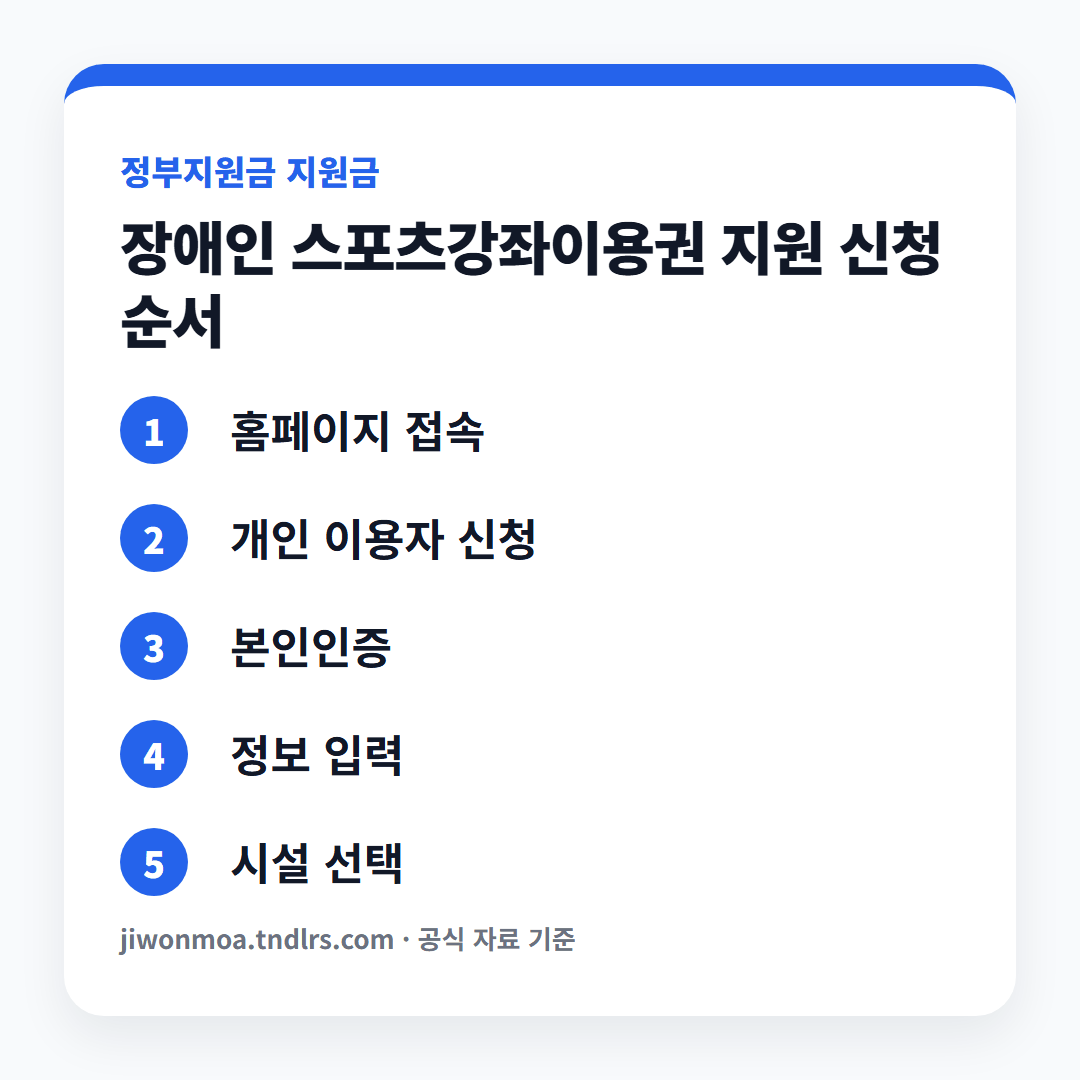 정부지원금 지원금
장애인 스포츠강좌이용권 지원 신청
순서
1 홈페이지 접속
2 개인 이용자 신청
3 본인인증
4 정보 입력
5 시설 선택
jiwonmoa.tndlrs.com · 공식 자료 기준